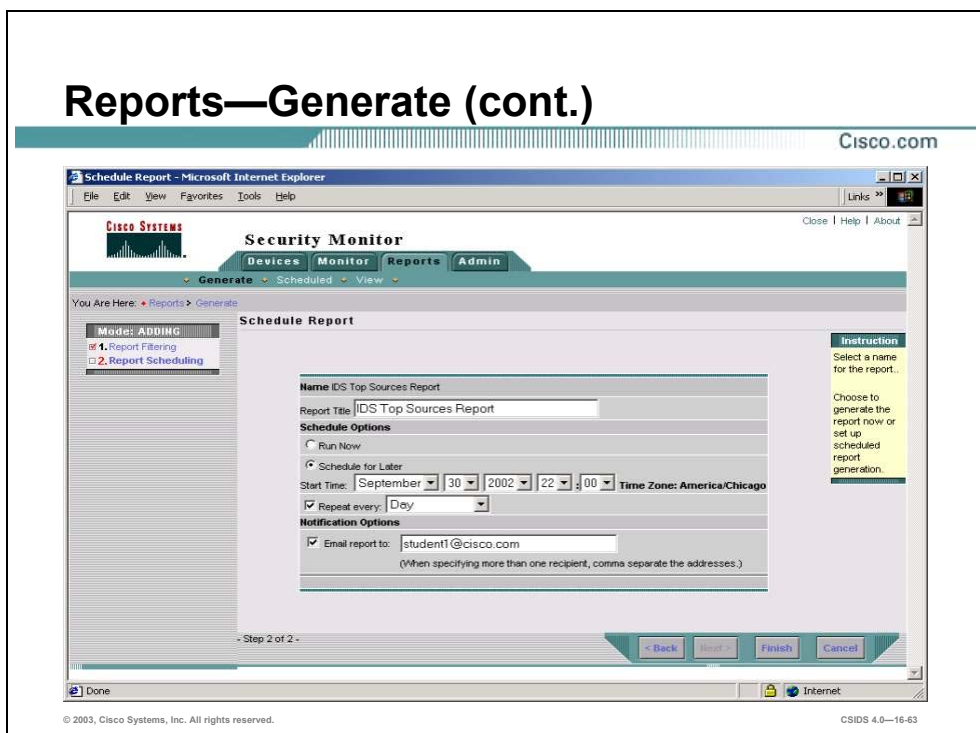 Reports—Generate (cont.)
Cisco.com
Schedule Report - Microsoft Internet Explorer
File Edit View Favorites Tools Help
Links »
Close | Help | About
CISCO SYSTEMS
Security Monitor
Devices Monitor Reports Admin
Generate Scheduled View
You Are Here: Reports > Generate
Mode: ADDING
1. Report Filtering
2. Report Scheduling
Schedule Report
Name IDS Top Sources Report
Report Title IDS Top Sources Report
Schedule Options
Run Now
Schedule for Later
Start Time: September 30 2002 22 : 00 Time Zone: America/Chicago
Repeat every: Day
Notification Options
Email report to: student1@cisco.com
(When specifying more than one recipient, comma separate the addresses.)
Instruction
Select a name
for the report..
Choose to
generate the
report now or
set up
scheduled
report
generation.
- Step 2 of 2 -
< Back Next > Finish Cancel
Done
Internet
© 2003, Cisco Systems, Inc. All rights reserved.
CSIDS 4.0—16-63